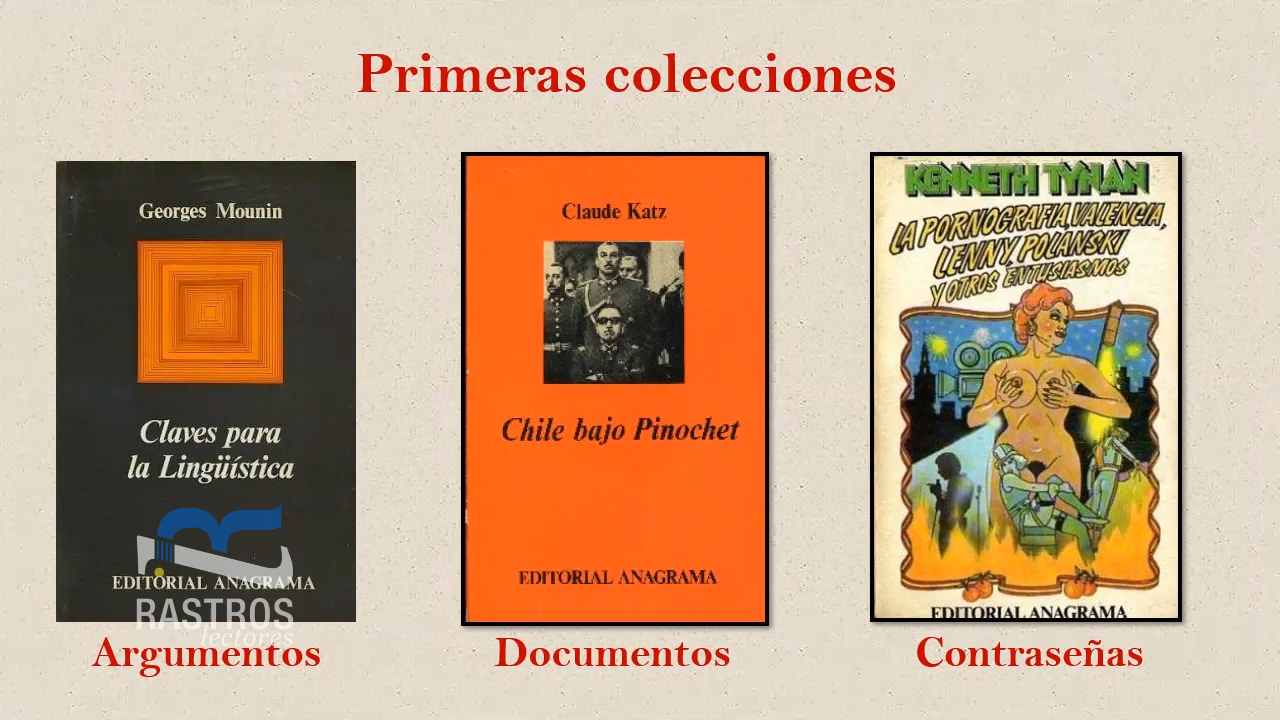 Primeras colecciones
Georges Mounin
Claves para
la Lingüística
EDITORIAL ANAGRAMA
RASTROS
lectores
Argumentos
Claude Katz
Chile bajo Pinochet
EDITORIAL ANAGRAMA
Documentos
KENNETH TYNAN
LA PORNOGRAFIA, VALENCIA,
LENNY, POLANSKI
Y OTROS ENTUSIASMOS
EDITORIAL ANAGRAMA
Contraseñas